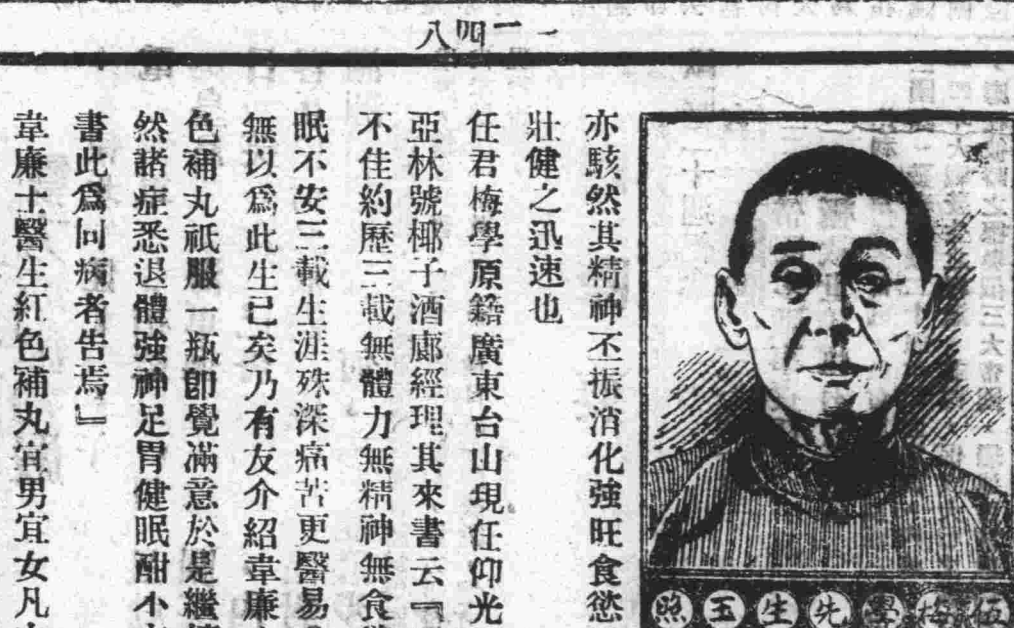 一一四八
伍梅學先生玉照
亦駭然其精神丕振消化強旺食慾
壯健之迅速也
任君梅學原籍廣東台山現任仰光
亞林號椰子酒廊經理其來書云『
不佳約歷三載無體力無精神無食
眠不安三載生涯殊深痛苦更醫易
無以爲此生已矣乃有友介紹韋廉
色補丸祇服一瓶卽覺滿意於是繼
然諸症悉退體強神足胃健眠酣小
書此爲同病者告焉』
韋廉士醫生紅色補丸宜男宜女凡